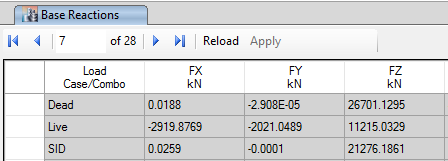 Base Reactions
7 of 28 Reload Apply
Load Case/Combo FX kN FY kN FZ kN
Dead 0.0188 -2.908E-05 26701.1295
Live -2919.8769 -2021.0489 11215.0329
SID 0.0259 -0.0001 21276.1861